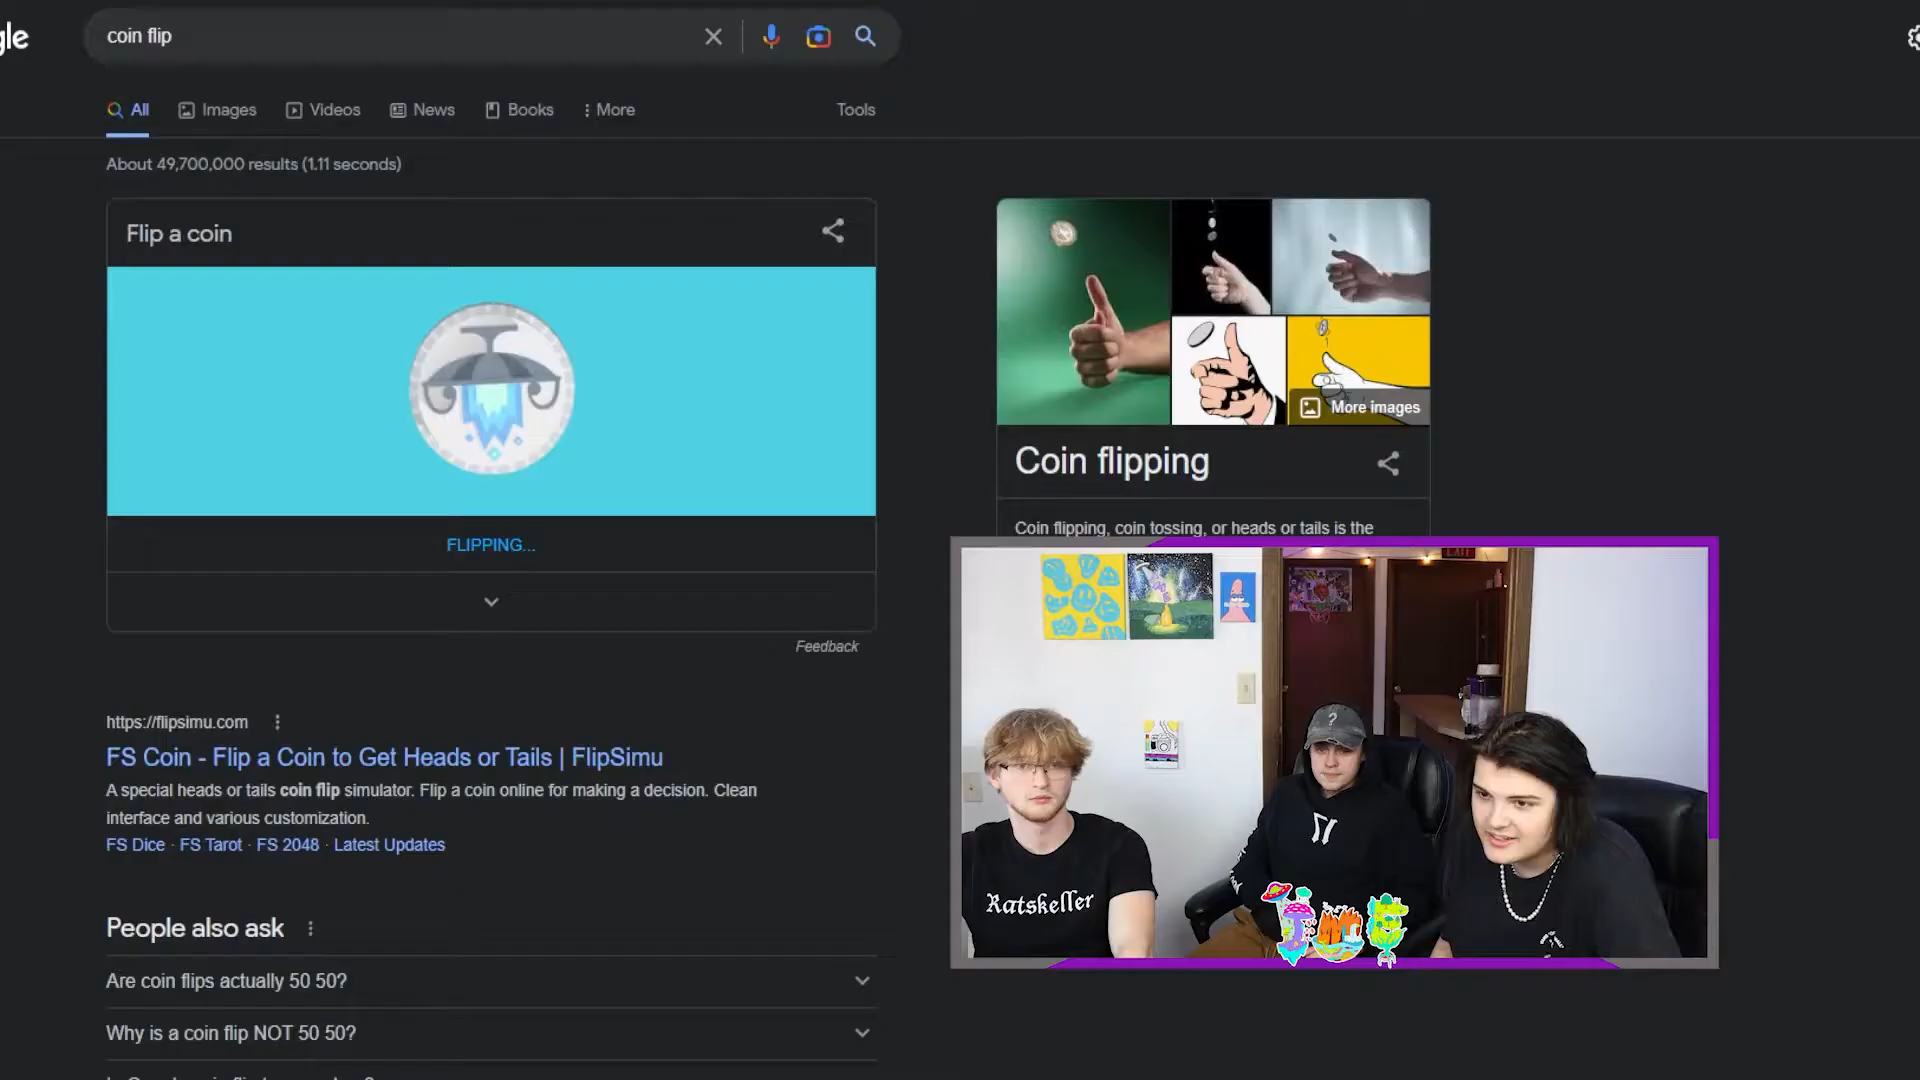 gle
coin flip
All
Images
Videos
News
Books
More
Tools
About 49,700,000 results (1.11 seconds)
Flip a coin
FLIPPING...
Feedback
More images
Coin flipping
Coin flipping, coin tossing, or heads or tails is the
https://flipsimu.com
FS Coin - Flip a Coin to Get Heads or Tails | FlipSimu
A special heads or tails coin flip simulator. Flip a coin online for making a decision. Clean
interface and various customization.
FS Dice · FS Tarot · FS 2048 · Latest Updates
People also ask
Are coin flips actually 50 50?
Why is a coin flip NOT 50 50?
EXIT
?
Ratskeller